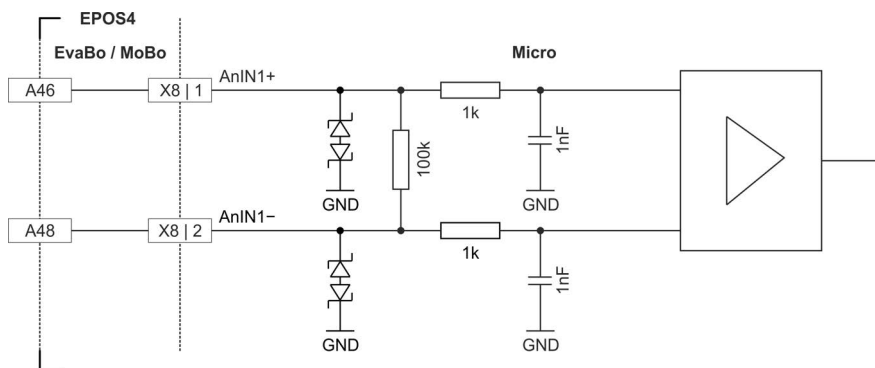 EPOS4
EvaBo / MoBo
Micro
A46
X8 | 1
AnIN1+
1k
100k
1nF
GND
GND
A48
X8 | 2
AnIN1−
1k
1nF
GND
GND